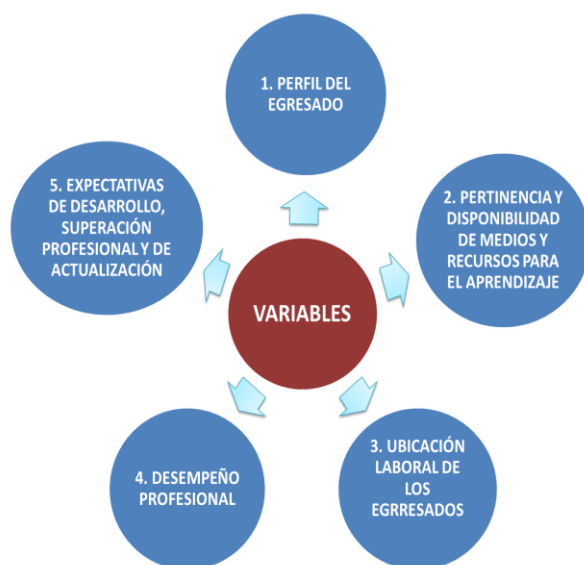 1. PERFIL DEL
EGRESADO
2. PERTINENCIA Y
DISPONIBILIDAD
DE MEDIOS Y
RECURSOS PARA
EL APRENDIZAJE
3. UBICACIÓN
LABORAL DE
LOS
EGRRESADOS
4. DESEMPEÑO
PROFESIONAL
5. EXPECTATIVAS
DE DESARROLLO,
SUPERACIÓN
PROFESIONAL Y DE
ACTUALIZACIÓN
VARIABLES